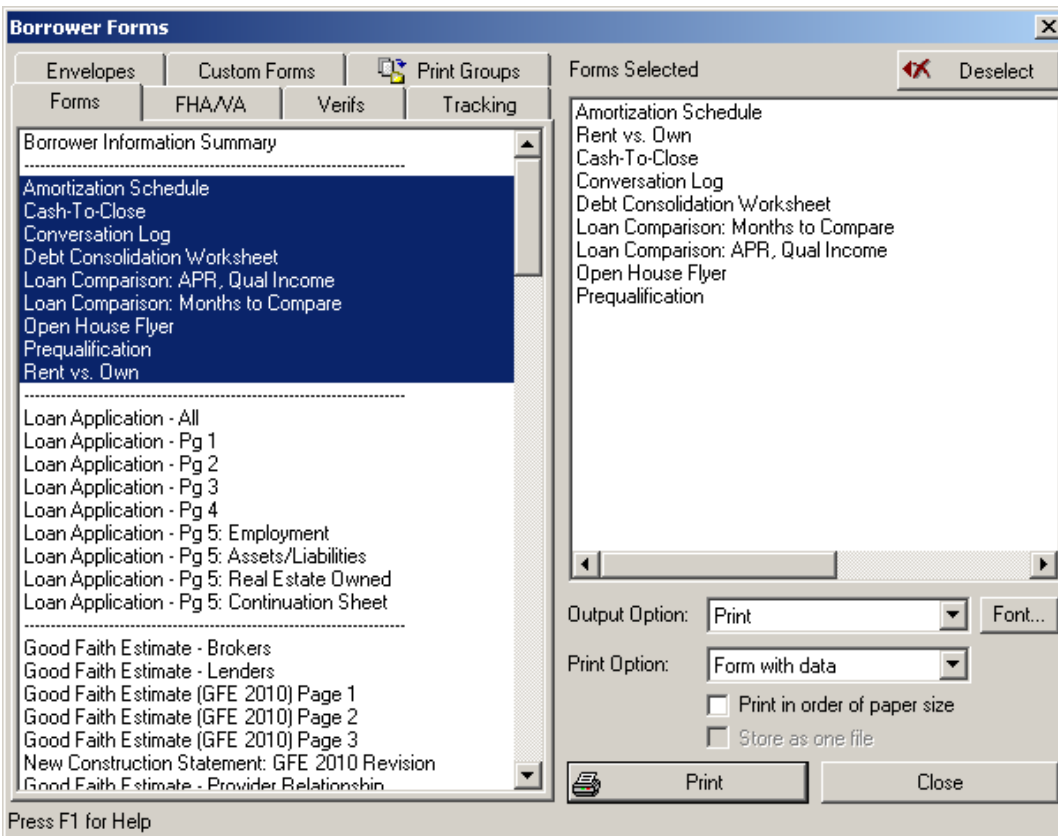 Borrower Forms
Envelopes
Custom Forms
Print Groups
Forms
FHA/VA
Verifs
Tracking
Borrower Information Summary
Amortization Schedule
Cash-To-Close
Conversation Log
Debt Consolidation Worksheet
Loan Comparison: APR, Qual Income
Loan Comparison: Months to Compare
Open House Flyer
Prequalification
Rent vs. Own
Loan Application - All
Loan Application - Pg 1
Loan Application - Pg 2
Loan Application - Pg 3
Loan Application - Pg 4
Loan Application - Pg 5: Employment
Loan Application - Pg 5: Assets/Liabilities
Loan Application - Pg 5: Real Estate Owned
Loan Application - Pg 5: Continuation Sheet
Good Faith Estimate - Brokers
Good Faith Estimate - Lenders
Good Faith Estimate (GFE 2010) Page 1
Good Faith Estimate (GFE 2010) Page 2
Good Faith Estimate (GFE 2010) Page 3
New Construction Statement: GFE 2010 Revision
Good Faith Estimate - Provider Relationship
Forms Selected
Deselect
Amortization Schedule
Rent vs. Own
Cash-To-Close
Conversation Log
Debt Consolidation Worksheet
Loan Comparison: Months to Compare
Loan Comparison: APR, Qual Income
Open House Flyer
Prequalification
Output Option: Print Font...
Print Option: Form with data
Print in order of paper size
Store as one file
Print
Close
Press F1 for Help